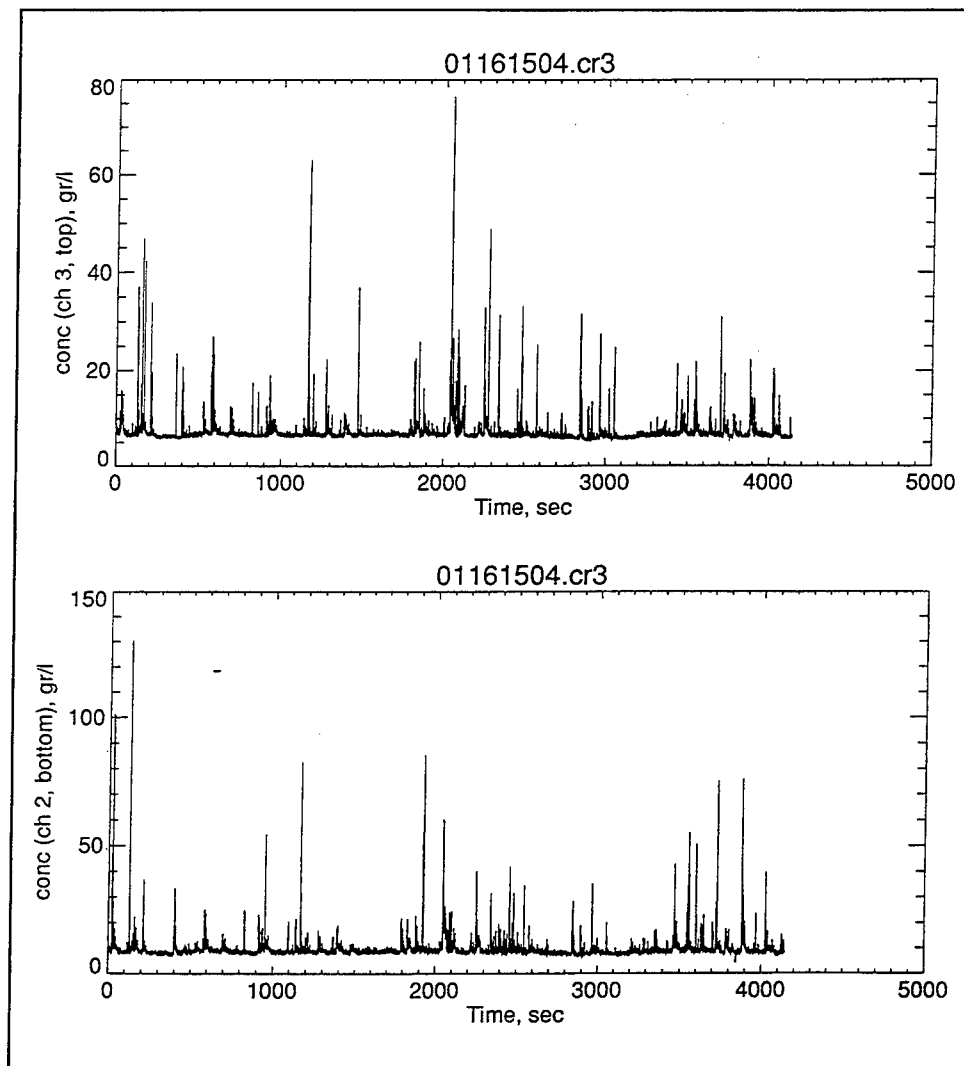 01161504.cr3
80
60
40
20
0
conc (ch 3, top), gr/l
0 1000 2000 3000 4000 5000
Time, sec
01161504.cr3
150
100
50
0
conc (ch 2, bottom), gr/l
0 1000 2000 3000 4000 5000
Time, sec